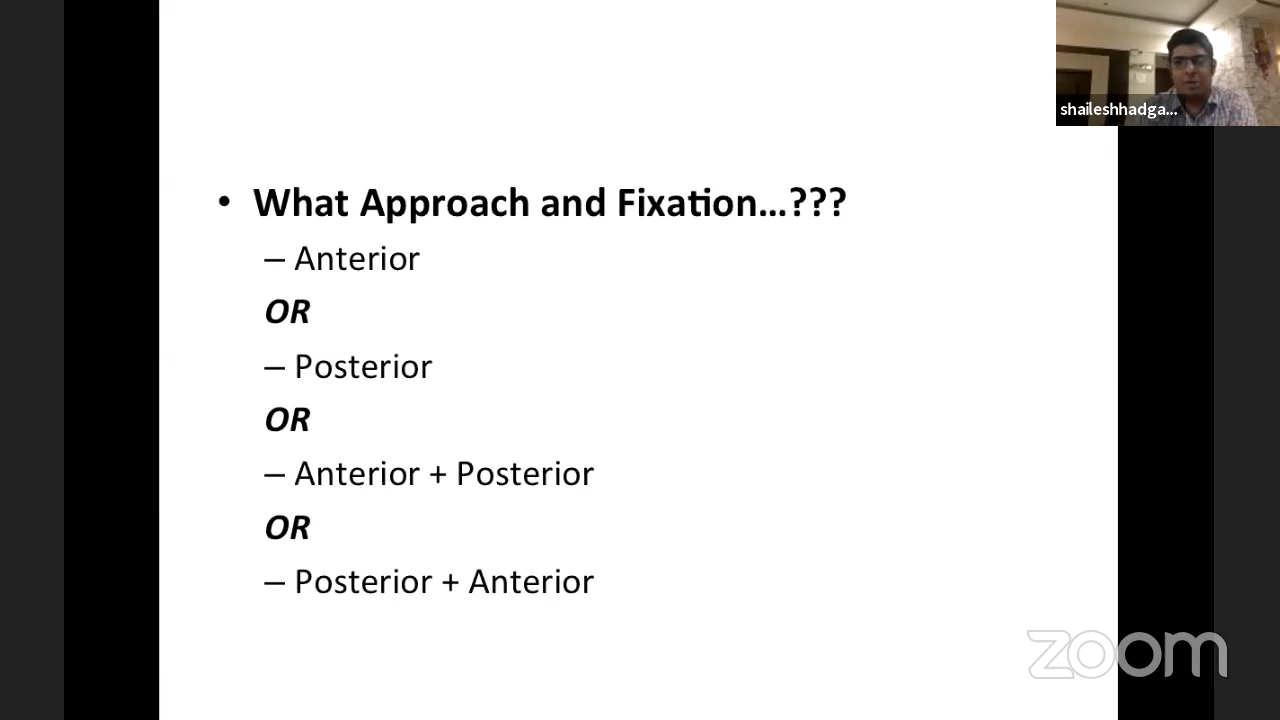 shaileshhadga...
• What Approach and Fixation...???
– Anterior
OR
– Posterior
OR
– Anterior + Posterior
OR
– Posterior + Anterior
zoom